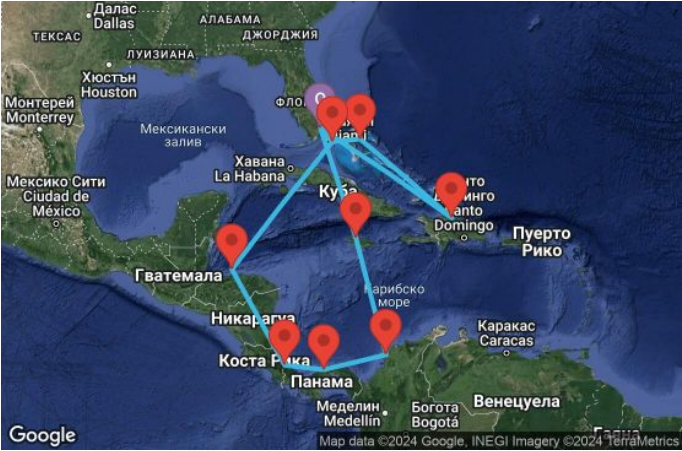 Далас
Dallas
АЛАБАМА
ТЕКСАС
ДЖОРДЖИЯ
ЛУИЗИАНА
Хюстън
Houston
Монтерей
Monterrey
Мексикански
залив
Хавана
La Habana
Куба
Мексико Сити
Ciudad de
México
Domingo
Пуерто
Рико
Гватемала
Карибско
море
Никарагуа
Каракас
Caracas
Коста Рика
Панама
Меделин
Medellín
Богота
Bogotá
Венецуела
Google
Map data ©2024 Google, INEGI Imagery ©2024 TerraMetrics